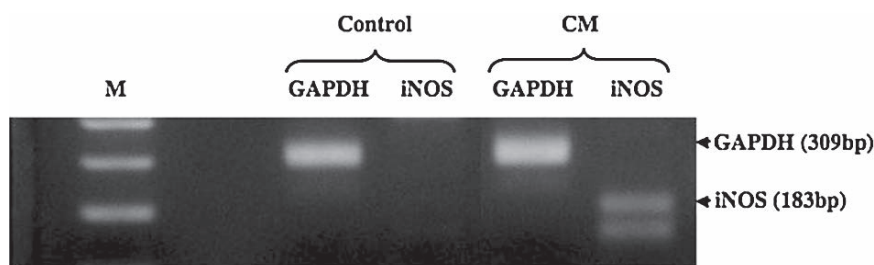 Control CM
M GAPDH iNOS GAPDH iNOS
GAPDH (309bp)
iNOS (183bp)